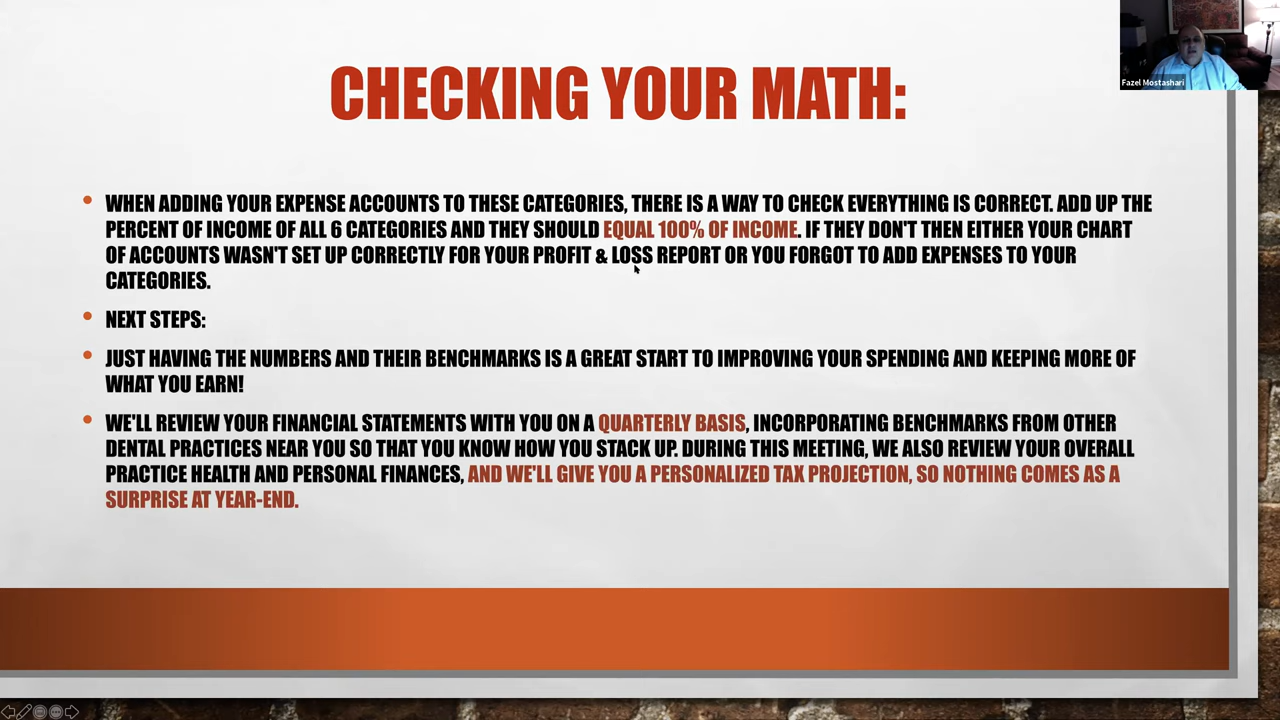 Fazel Mostashari
CHECKING YOUR MATH:
WHEN ADDING YOUR EXPENSE ACCOUNTS TO THESE CATEGORIES, THERE IS A WAY TO CHECK EVERYTHING IS CORRECT. ADD UP THE
PERCENT OF INCOME OF ALL 6 CATEGORIES AND THEY SHOULD EQUAL 100% OF INCOME. IF THEY DON'T THEN EITHER YOUR CHART
OF ACCOUNTS WASN'T SET UP CORRECTLY FOR YOUR PROFIT & LOSS REPORT OR YOU FORGOT TO ADD EXPENSES TO YOUR
CATEGORIES.
NEXT STEPS:
JUST HAVING THE NUMBERS AND THEIR BENCHMARKS IS A GREAT START TO IMPROVING YOUR SPENDING AND KEEPING MORE OF
WHAT YOU EARN!
WE'LL REVIEW YOUR FINANCIAL STATEMENTS WITH YOU ON A QUARTERLY BASIS, INCORPORATING BENCHMARKS FROM OTHER
DENTAL PRACTICES NEAR YOU SO THAT YOU KNOW HOW YOU STACK UP. DURING THIS MEETING, WE ALSO REVIEW YOUR OVERALL
PRACTICE HEALTH AND PERSONAL FINANCES, AND WE'LL GIVE YOU A PERSONALIZED TAX PROJECTION, SO NOTHING COMES AS A
SURPRISE AT YEAR-END.